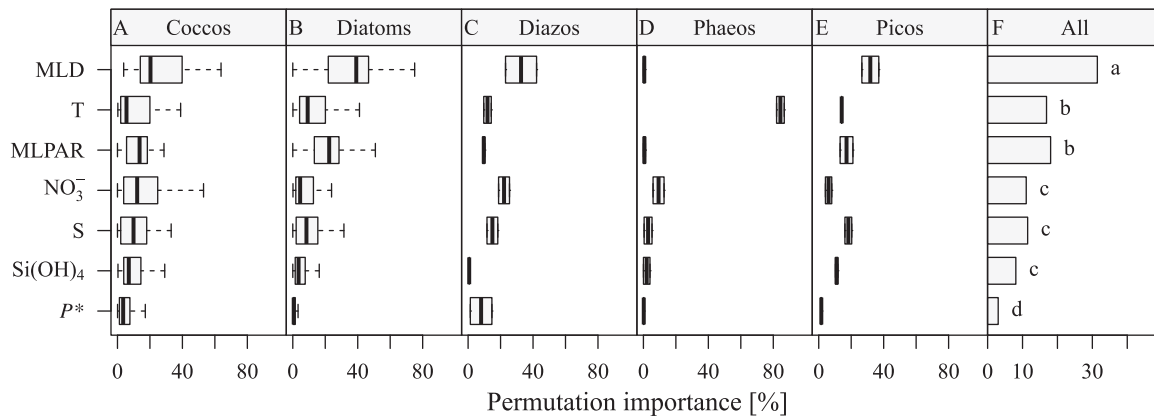 A Coccos B Diatoms C Diazos D Phaeos E Picos F All
MLD a
T b
MLPAR b
NO₃⁻ c
S c
Si(OH)₄ c
P* d
0 40 80 0 40 80 0 40 80 0 40 80 0 40 80 0 10 30
Permutation importance [%]